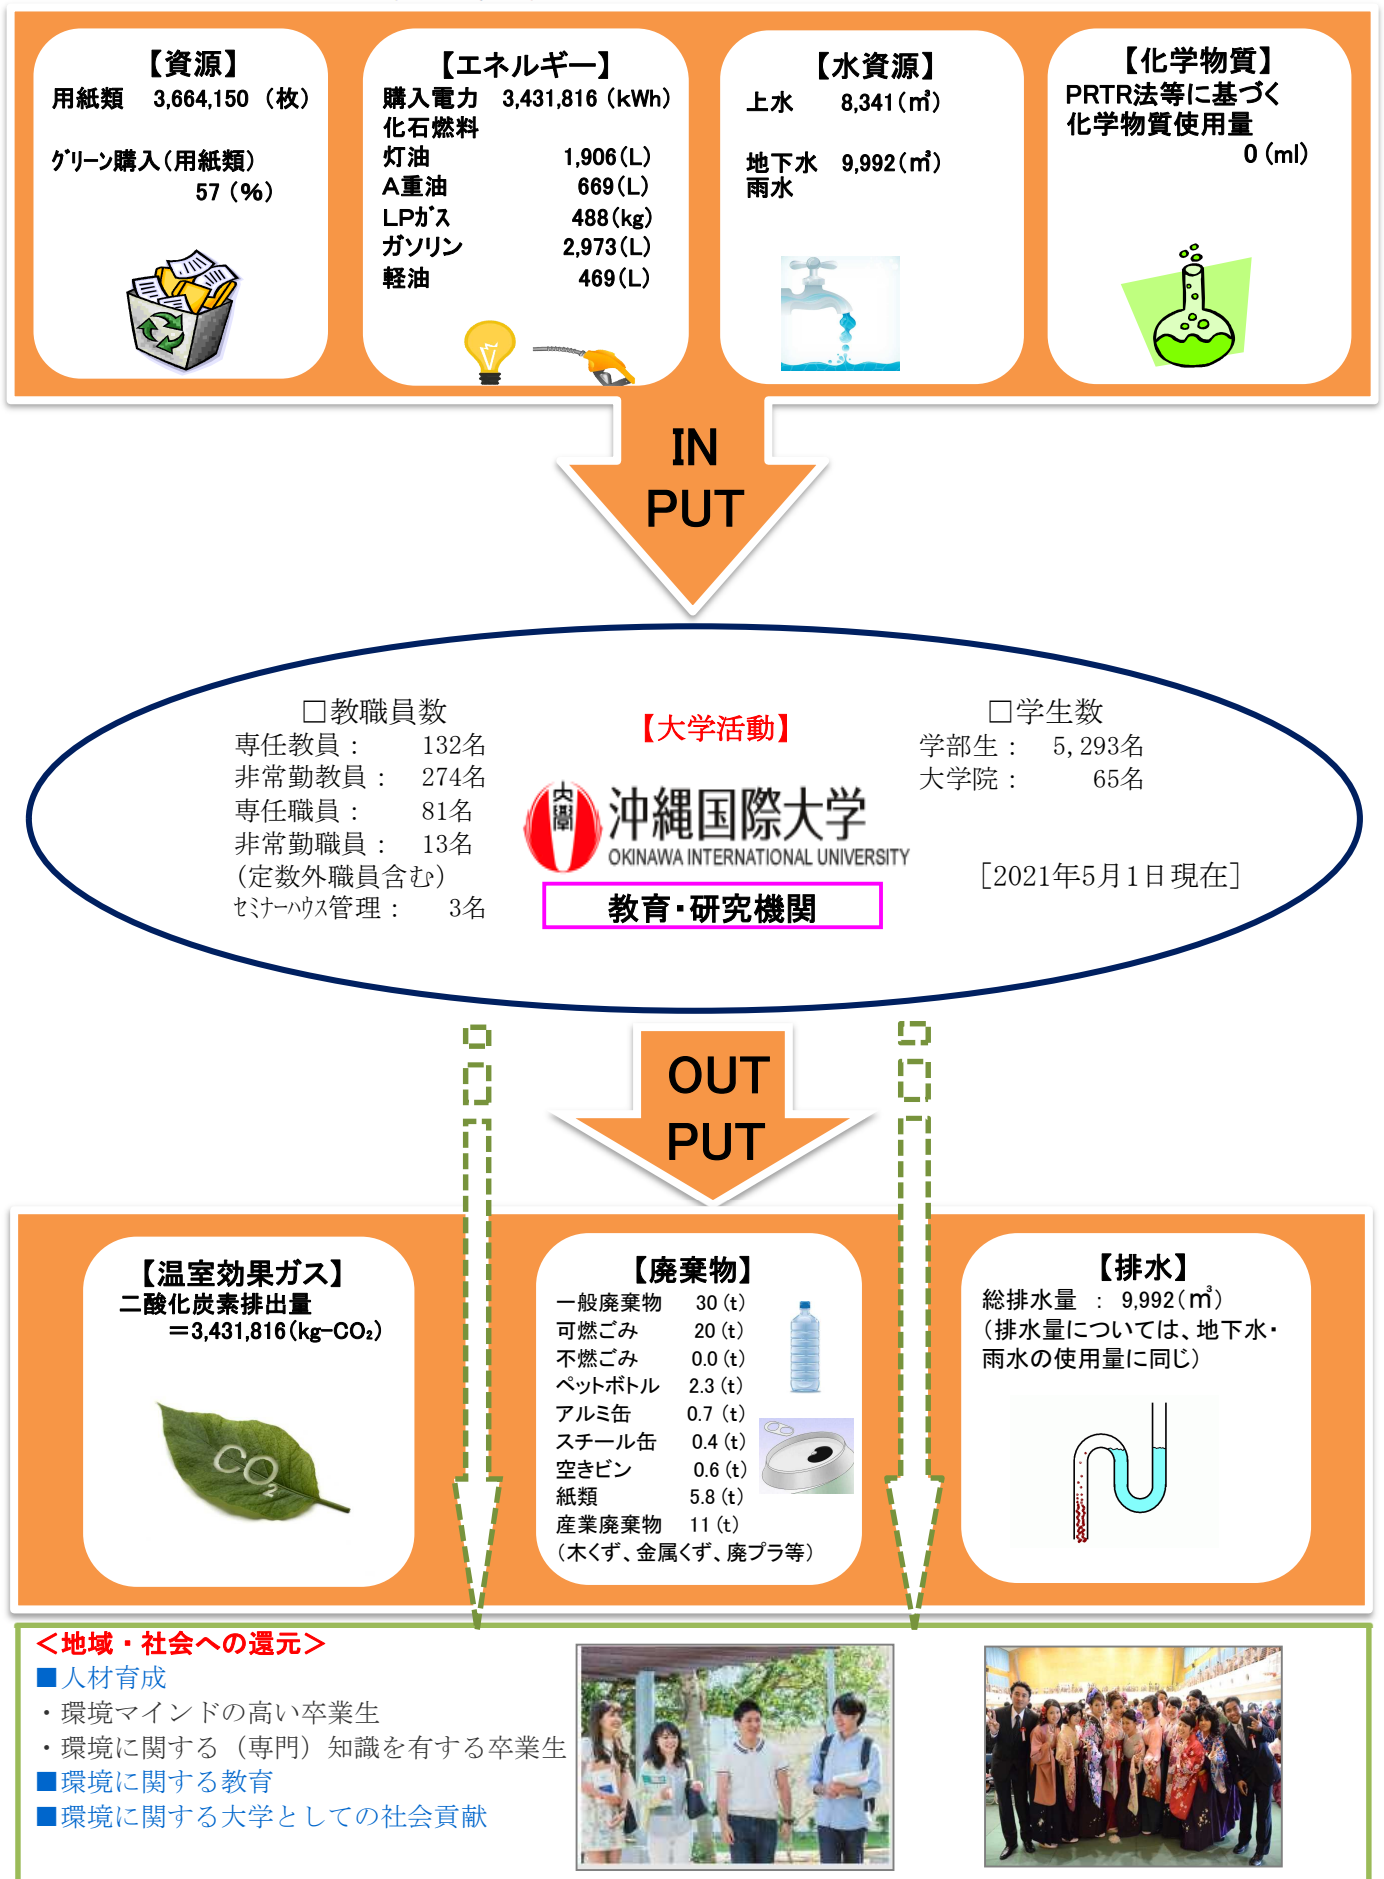 【資源】
用紙類 3,664,150 (枚)
ｸﾞﾘｰﾝ購入(用紙類)
57 (%)
【エネルギー】
購入電力 3,431,816 (kWh)
化石燃料
灯油 1,906(L)
A重油 669(L)
LPｶﾞｽ 488(kg)
ガソリン 2,973(L)
軽油 469(L)
【水資源】
上水 8,341(㎥)
地下水 9,992(㎥)
雨水
【化学物質】
PRTR法等に基づく
化学物質使用量
0 (ml)
IN
PUT
□教職員数
専任教員： 132名
非常勤教員： 274名
専任職員： 81名
非常勤職員： 13名
(定数外職員含む)
ｾﾐﾅｰﾊｳｽ管理： 3名
【大学活動】
大學
沖縄国際大学
OKINAWA INTERNATIONAL UNIVERSITY
教育・研究機関
□学生数
学部生： 5,293名
大学院： 65名
[2021年5月1日現在]
OUT
PUT
【温室効果ガス】
二酸化炭素排出量
＝3,431,816(kg-CO₂)
CO₂
【廃棄物】
一般廃棄物 30 (t)
可燃ごみ 20 (t)
不燃ごみ 0.0 (t)
ペットボトル 2.3 (t)
アルミ缶 0.7 (t)
スチール缶 0.4 (t)
空きビン 0.6 (t)
紙類 5.8 (t)
産業廃棄物 11 (t)
(木くず、金属くず、廃プラ等)
【排水】
総排水量 ： 9,992(㎥)
(排水量については、地下水・
雨水の使用量に同じ)
＜地域・社会への還元＞
■人材育成
・環境マインドの高い卒業生
・環境に関する（専門）知識を有する卒業生
■環境に関する教育
■環境に関する大学としての社会貢献